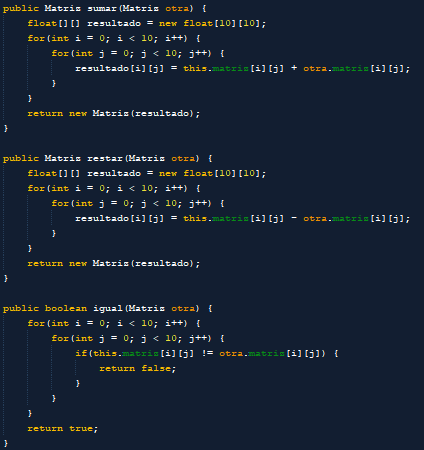 public Matris sumar(Matris otra) {
float[][] resultado = new float[10][10];
for(int i = 0; i < 10; i++) {
for(int j = 0; j < 10; j++) {
resultado[i][j] = this.matris[i][j] + otra.matris[i][j];
}
}
return new Matris(resultado);
}
public Matris restar(Matris otra) {
float[][] resultado = new float[10][10];
for(int i = 0; i < 10; i++) {
for(int j = 0; j < 10; j++) {
resultado[i][j] = this.matris[i][j] - otra.matris[i][j];
}
}
return new Matris(resultado);
}
public boolean igual(Matris otra) {
for(int i = 0; i < 10; i++) {
for(int j = 0; j < 10; j++) {
if(this.matris[i][j] != otra.matris[i][j]) {
return false;
}
}
}
return true;
}